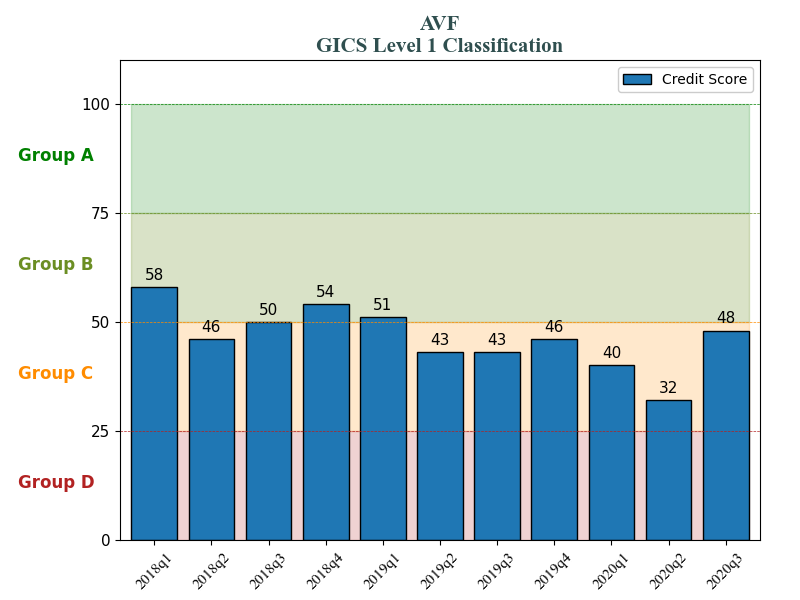 AVF
GICS Level 1 Classification
Credit Score
100
Group A
75
Group B
58
46
50
54
51
43
43
46
40
32
48
50
Group C
25
Group D
0
2018q1
2018q2
2018q3
2018q4
2019q1
2019q2
2019q3
2019q4
2020q1
2020q2
2020q3